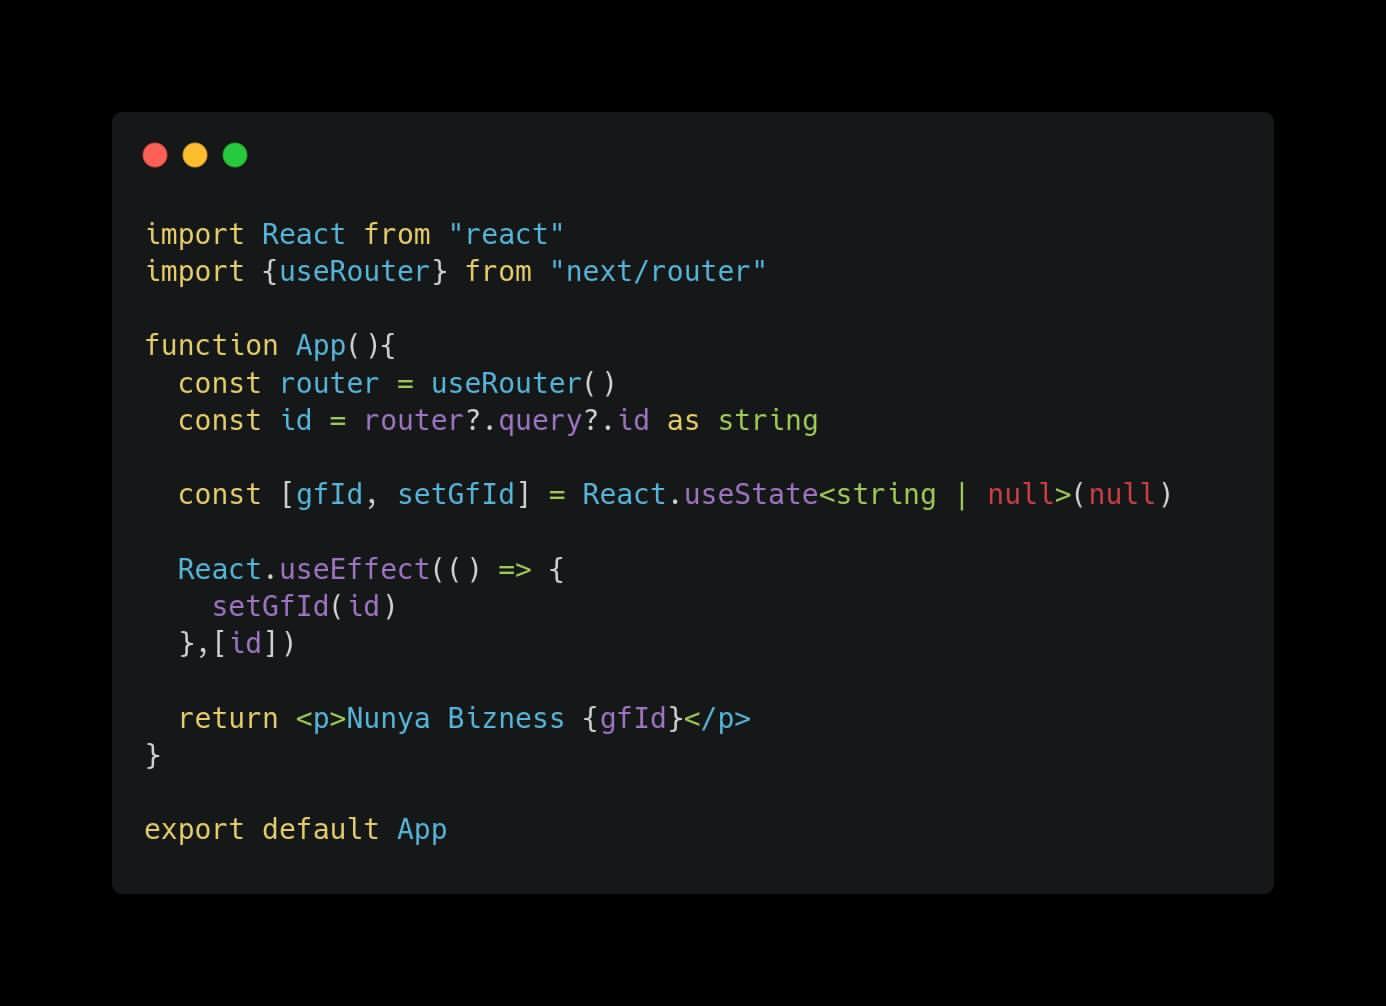 import React from "react"
import {useRouter} from "next/router"
function App(){
  const router = useRouter()
  const id = router?.query?.id as string
  const [gfId, setGfId] = React.useState<string | null>(null)
  React.useEffect(() => {
    setGfId(id)
  },[id])
  return <p>Nunya Bizness {gfId}</p>
}
export default App